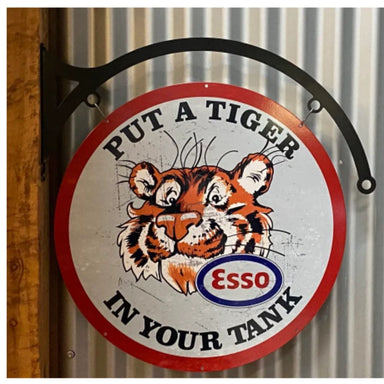 PUT A TIGER
Esso
IN YOUR TANK